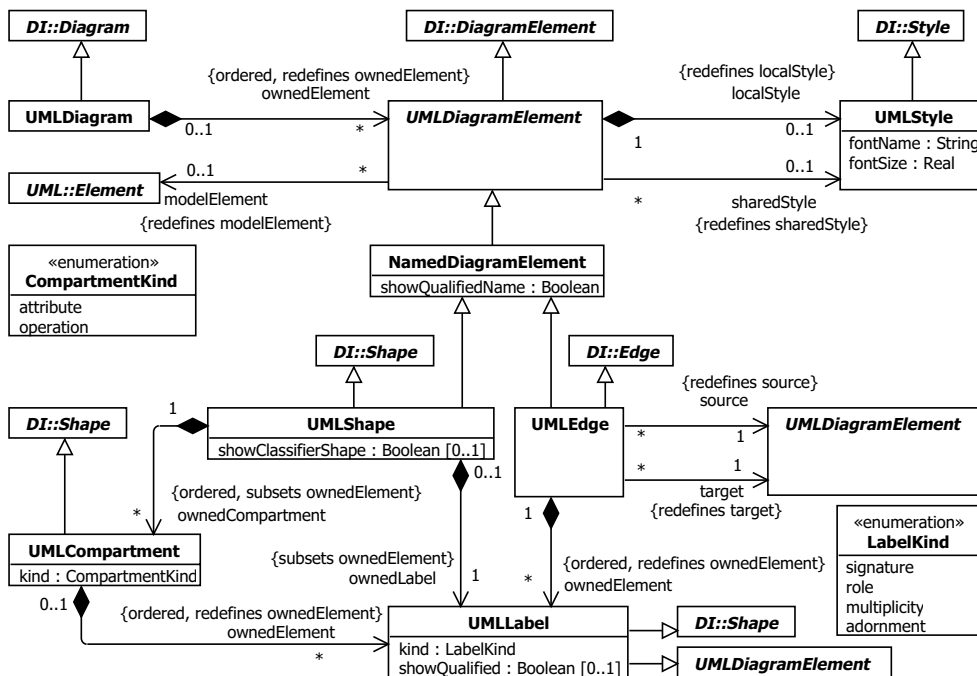 DI::Diagram
DI::DiagramElement
DI::Style
{ordered, redefines ownedElement}
ownedElement
{redefines localStyle}
localStyle
UMLDiagram
0..1
*
UMLDiagramElement
1
0..1
UMLStyle
fontName : String
fontSize : Real
UML::Element
0..1
*
modelElement
{redefines modelElement}
*
0..1
sharedStyle
{redefines sharedStyle}
«enumeration»
CompartmentKind
attribute
operation
NamedDiagramElement
showQualifiedName : Boolean
DI::Shape
DI::Edge
{redefines source}
source
DI::Shape
1
UMLShape
showClassifierShape : Boolean [0..1]
UMLEdge
*
1
UMLDiagramElement
*
1
target
{redefines target}
0..1
{ordered, subsets ownedElement}
ownedCompartment
*
1
«enumeration»
LabelKind
signature
role
multiplicity
adornment
UMLCompartment
kind : CompartmentKind
{subsets ownedElement}
ownedLabel
1
*
{ordered, redefines ownedElement}
ownedElement
0..1
{ordered, redefines ownedElement}
ownedElement
*
UMLLabel
kind : LabelKind
showQualified : Boolean [0..1]
DI::Shape
UMLDiagramElement